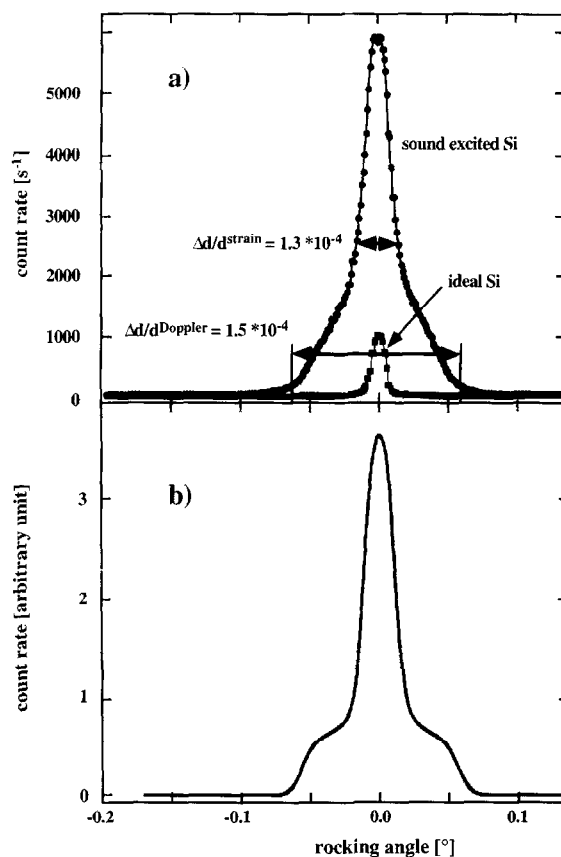 a)
5000
4000
3000
2000
1000
0
count rate [s⁻¹]
sound excited Si
Δd/d^strain = 1.3 *10⁻⁴
ideal Si
Δd/d^Doppler = 1.5 *10⁻⁴
b)
3
2
1
0
count rate [arbitrary unit]
-0.2
-0.1
0.0
0.1
rocking angle [°]